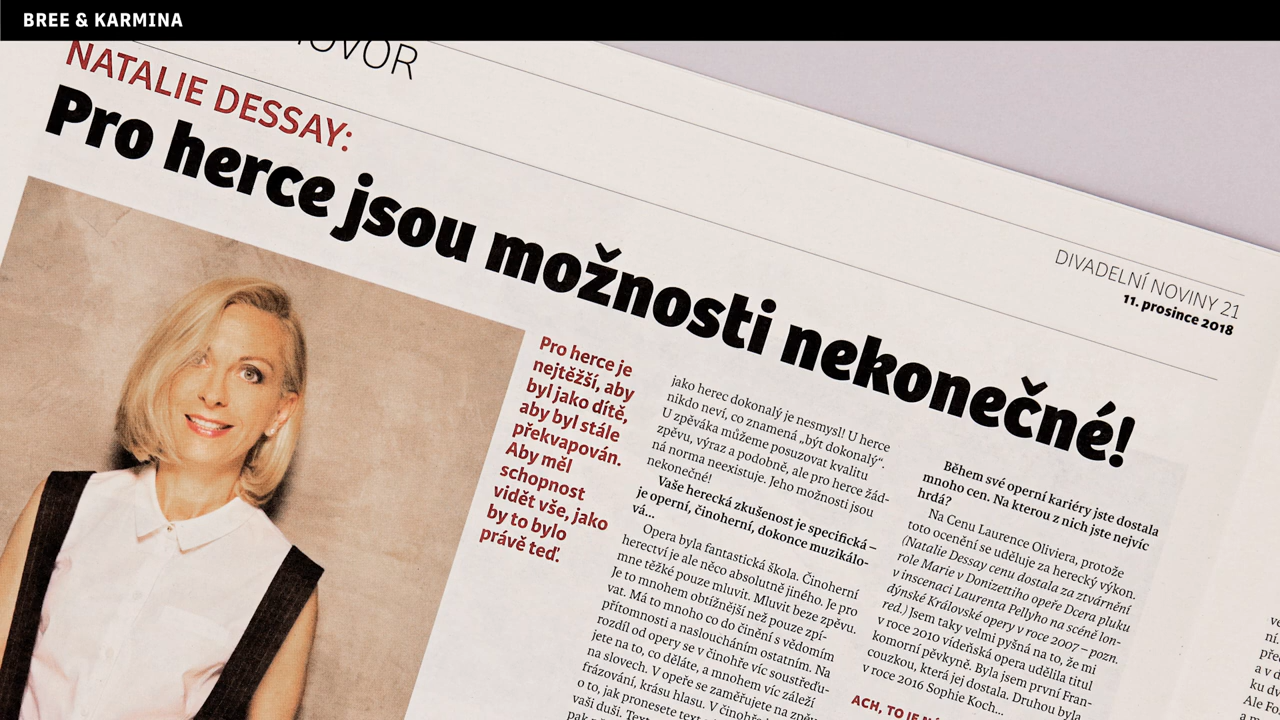 BREE & KARMINA
NATALIE DESSAY:
Pro herce jsou možnosti nekonečné!
DIVADELNÍ NOVINY 21
11. prosince 2018
Pro herce je
nejtěžší, aby
byl jako dítě,
aby byl stále
překvapován.
Aby měl
schopnost
vidět vše, jako
by to bylo
právě teď.
jako herec dokonalý je nesmysl! U herce
nikdo neví, co znamená „být dokonalý“.
U zpěváka můžeme posuzovat kvalitu
zpěvu, výraz a podobně, ale pro herce žád-
ná norma neexistuje. Jeho možnosti jsou
nekonečné!
Vaše herecká zkušenost je specifická –
je operní, činoherní, dokonce muzikálo-
vá...
Opera byla fantastická škola. Činoherní
herectví je ale něco absolutně jiného. Je pro
mne těžké pouze mluvit. Mluvit beze zpěvu.
Je to mnohem obtížnější než pouze zpí-
vat. Má to mnoho co do činění s vědomím
přítomnosti a nasloucháním ostatním. Na
rozdíl od opery se v činohře víc soustředu-
jete na to, co děláte, a mnohem víc záleží
na slovech. V opeře se zaměřujete na zpěv,
frázování, krásu hlasu. V činohře
o to, jak pronesete text
vaši duši.
Během své operní kariéry jste dostala
mnoho cen. Na kterou z nich jste nejvíc
hrdá?
Na Cenu Laurence Oliviera, protože
toto ocenění se uděluje za herecký výkon.
(Natalie Dessay cenu dostala za ztvárnění
role Marie v Donizettiho opeře Dcera pluku
v inscenaci Laurenta Pellyho na scéně lon-
dýnské Královské opery v roce 2007 – pozn.
red.) Jsem taky velmi pyšná na to, že mi
v roce 2010 vídeňská opera udělila titul
komorní pěvkyně. Byla jsem první Fran-
couzkou, která jej dostala. Druhou byla
v roce 2016 Sophie Koch...
ACH, TO JE